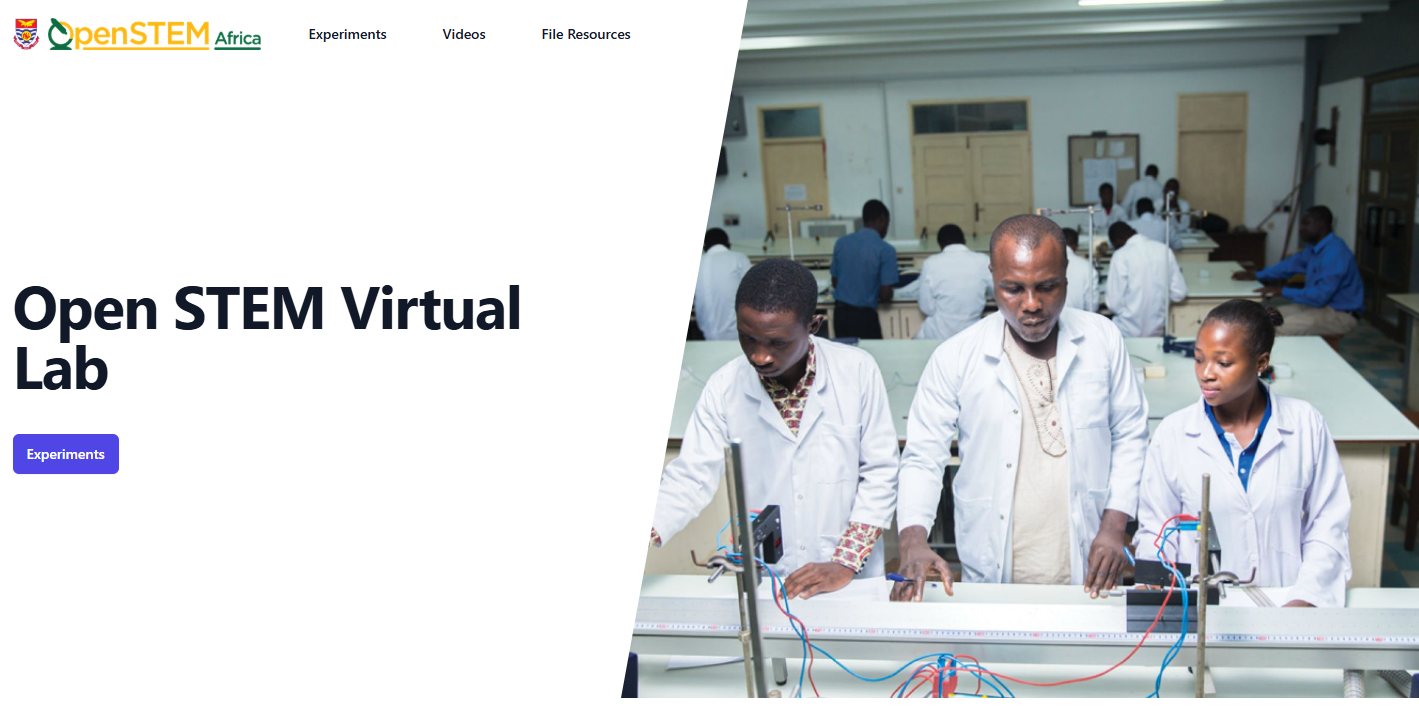 OpenSTEM Africa
Experiments
Videos
File Resources
Open STEM Virtual
Lab
Experiments